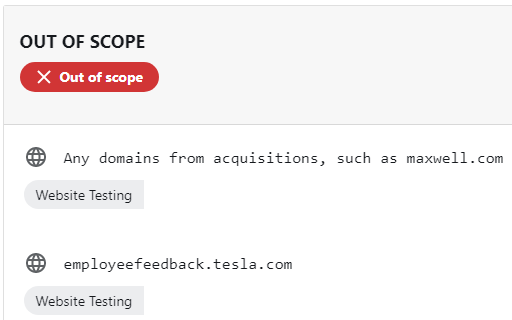 OUT OF SCOPE
Out of scope
Any domains from acquisitions, such as maxwell.com
Website Testing
employeefeedback.tesla.com
Website Testing